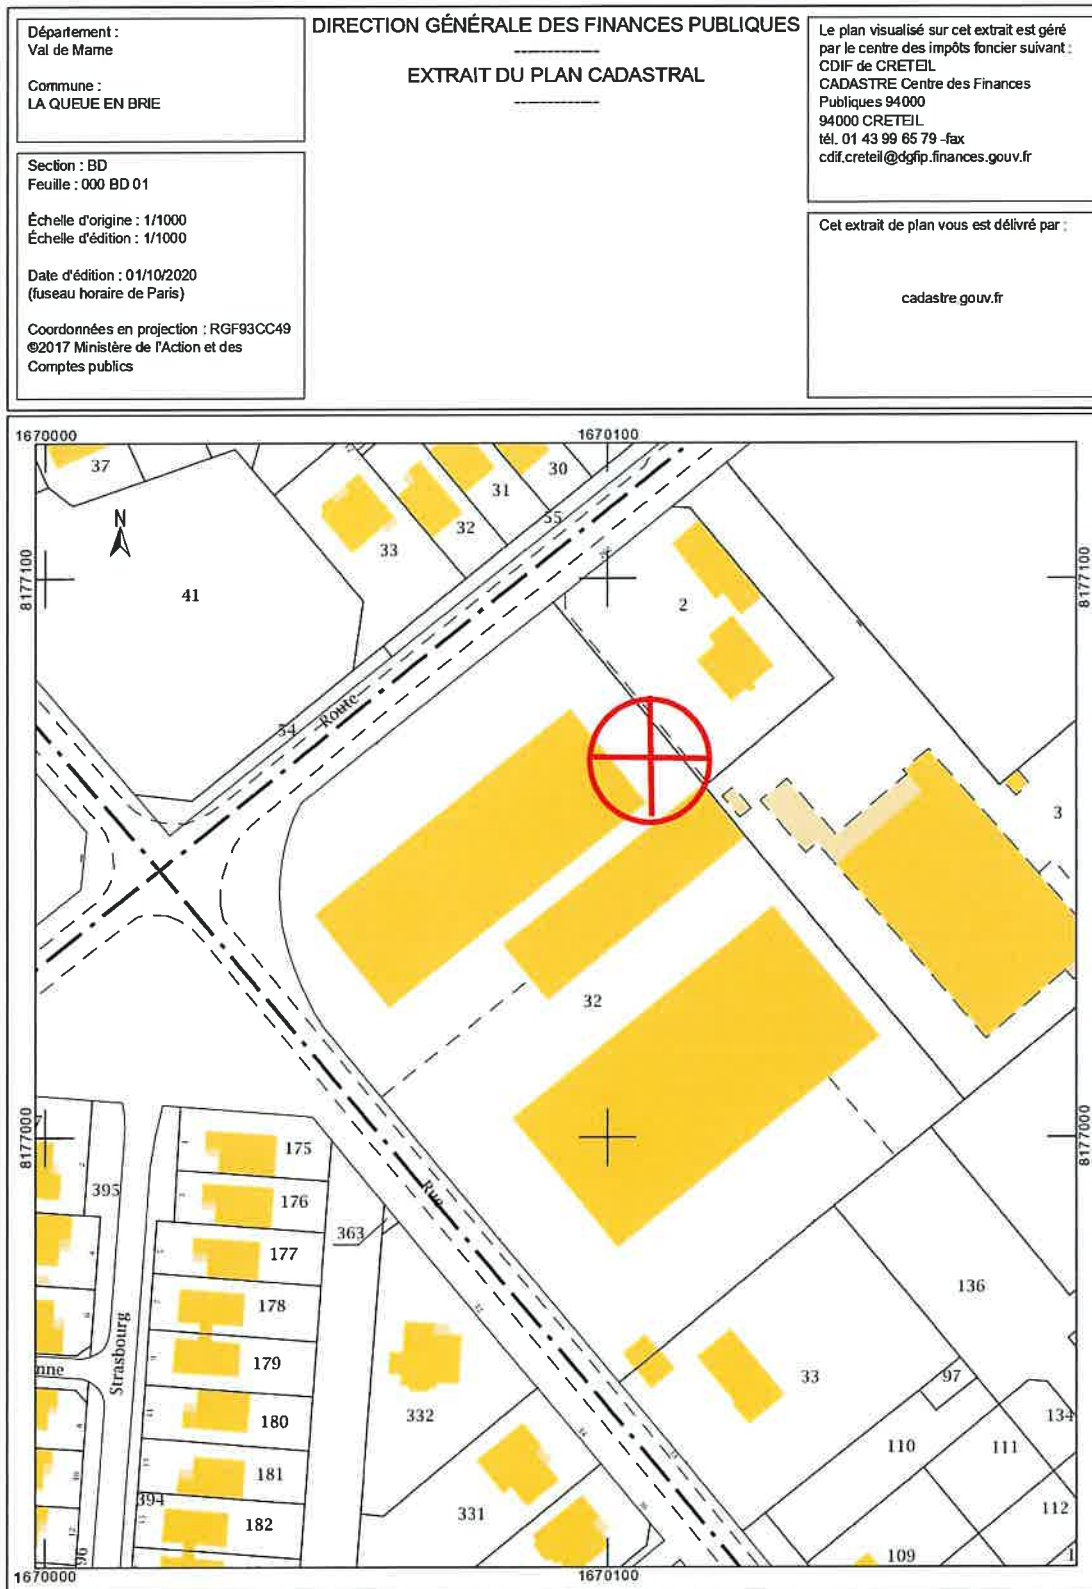 Département :
Val de Marne
Commune :
LA QUEUE EN BRIE
Section : BD
Feuille : 000 BD 01
Échelle d'origine : 1/1000
Échelle d'édition : 1/1000
Date d'édition : 01/10/2020
(fuseau horaire de Paris)
Coordonnées en projection : RGF93CC49
©2017 Ministère de l'Action et des
Comptes publics
DIRECTION GÉNÉRALE DES FINANCES PUBLIQUES
----------------
EXTRAIT DU PLAN CADASTRAL
----------------
Le plan visualisé sur cet extrait est géré
par le centre des impôts foncier suivant :
CDIF de CRETEIL
CADASTRE Centre des Finances
Publiques 94000
94000 CRETEIL
tél. 01 43 99 65 79 -fax
cdif.creteil@dgfip.finances.gouv.fr
Cet extrait de plan vous est délivré par :
cadastre.gouv.fr
1670000
1670100
37
30
31
55
N
32
33
8177100
8177100
41
2
Route
54
3
32
8177000
8177000
175
395
176
Rue
363
177
136
178
Strasbourg
179
nne
33
97
332
180
134
110
111
181
394
331
112
182
109
96
1670000
1670100